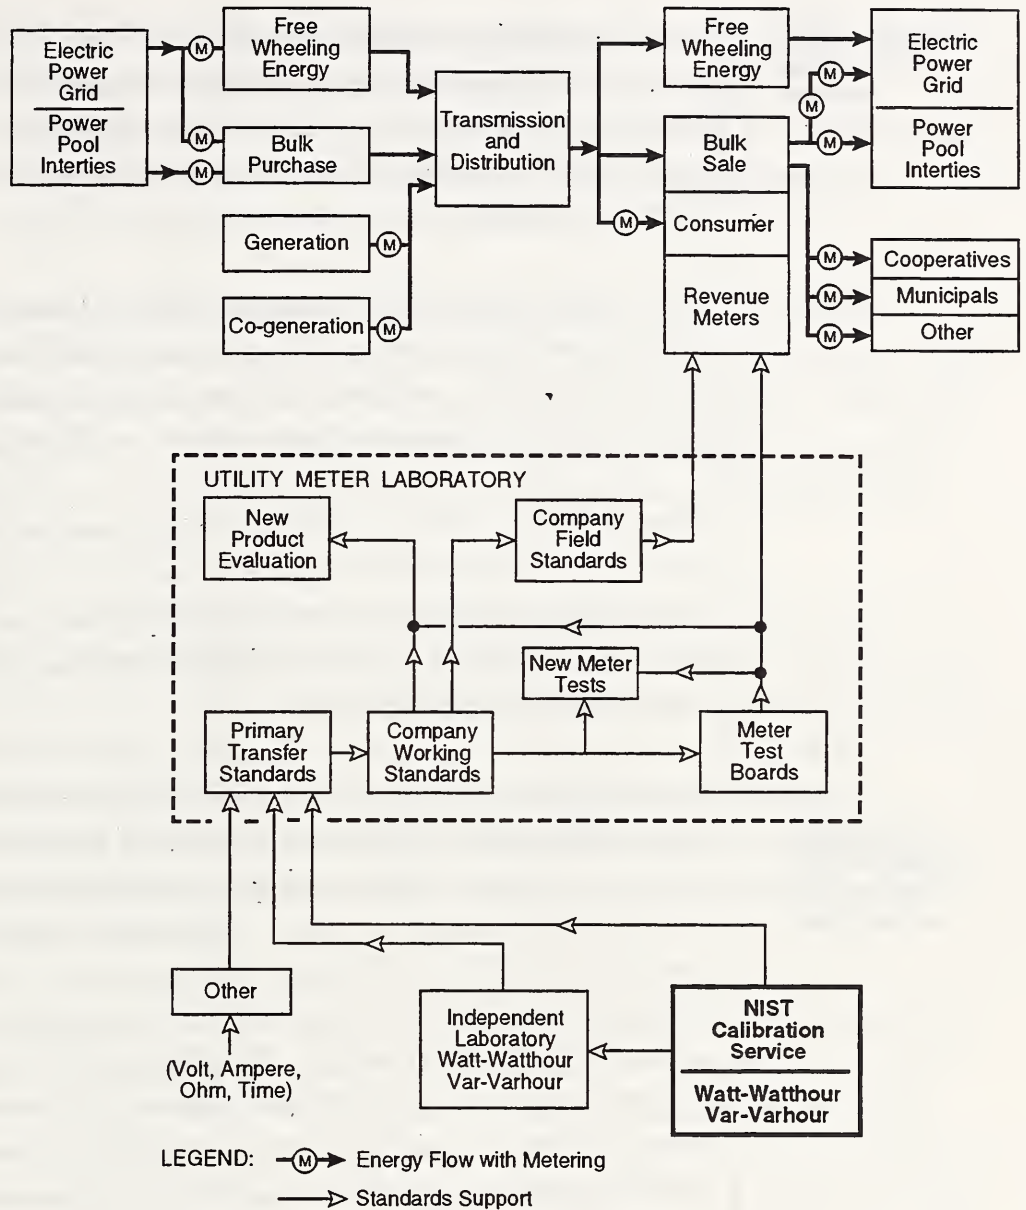 Electric
Power
Grid
Power
Pool
Interties
M
M
M
Free
Wheeling
Energy
Bulk
Purchase
Generation
M
Co-generation
M
Transmission
and
Distribution
M
Free
Wheeling
Energy
Bulk
Sale
Consumer
Revenue
Meters
M
M
M
Electric
Power
Grid
Power
Pool
Interties
M
Cooperatives
M
Municipals
M
Other
UTILITY METER LABORATORY
New
Product
Evaluation
Company
Field
Standards
New Meter
Tests
Primary
Transfer
Standards
Company
Working
Standards
Meter
Test
Boards
Other
(Volt, Ampere,
Ohm, Time)
Independent
Laboratory
Watt-Watthour
Var-Varhour
NIST
Calibration
Service
Watt-Watthour
Var-Varhour
LEGEND:
M
Energy Flow with Metering
Standards Support